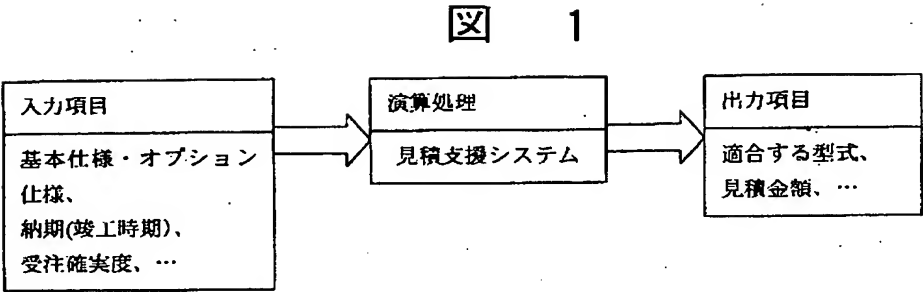 図 1
入力項目
基本仕様・オプション
仕様、
納期(竣工時期)、
受注確実度、…
演算処理
見積支援システム
出力項目
適合する型式、
見積金額、…